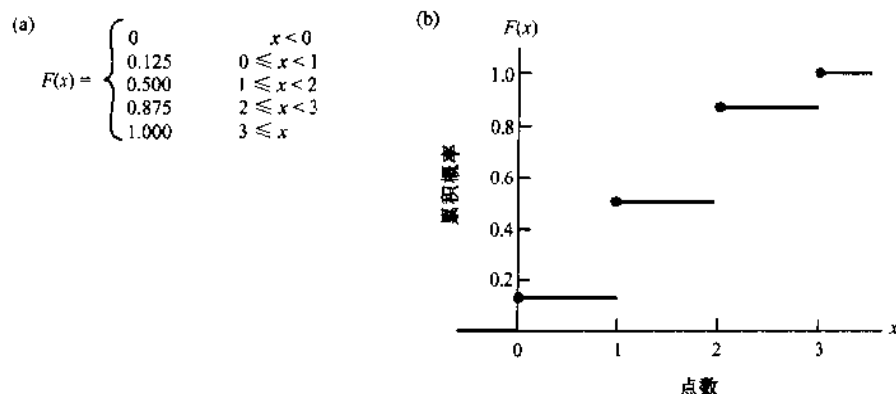 (a)
F(x) =
0 x < 0
0.125 0 ⩽ x < 1
0.500 1 ⩽ x < 2
0.875 2 ⩽ x < 3
1.000 3 ⩽ x
(b)
F(x)
1.0
0.8
0.6
0.4
0.2
累积概率
0 1 2 3 x
点数